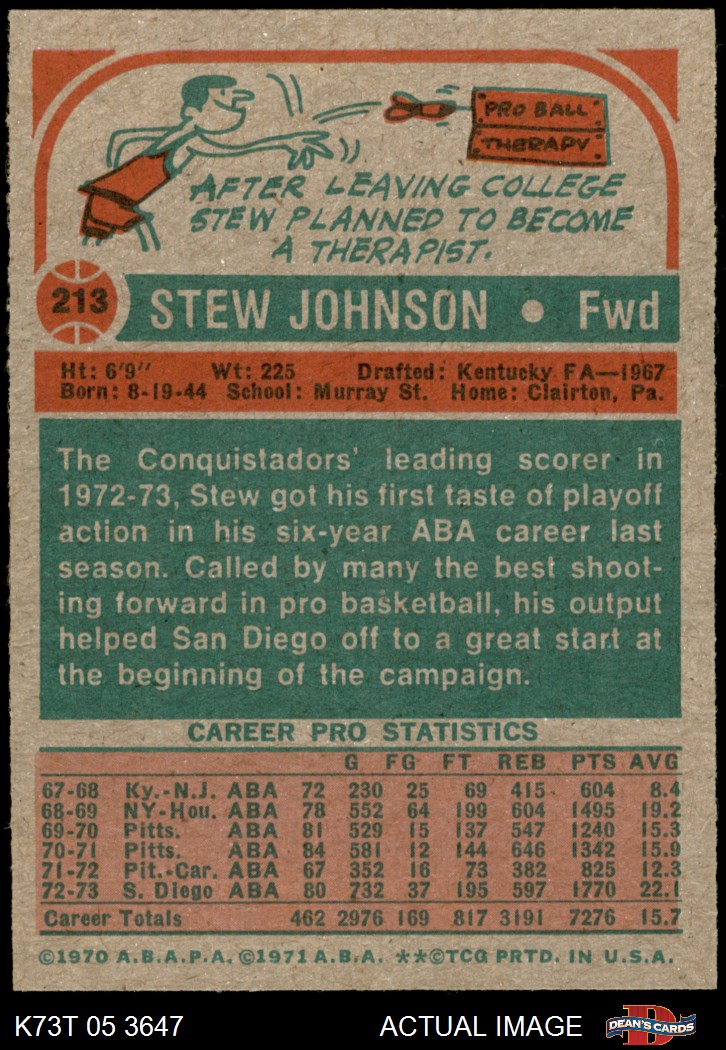 PRO BALL
THERAPY
AFTER LEAVING COLLEGE
STEW PLANNED TO BECOME
A THERAPIST.
213 STEW JOHNSON • Fwd
Ht: 6'9" Wt: 225 Drafted: Kentucky FA—1967
Born: 8-19-44 School: Murray St. Home: Clairton, Pa.
The Conquistadors' leading scorer in
1972-73, Stew got his first taste of playoff
action in his six-year ABA career last
season. Called by many the best shoot-
ing forward in pro basketball, his output
helped San Diego off to a great start at
the beginning of the campaign.
CAREER PRO STATISTICS
G FG FT REB PTS AVG
67-68 Ky.-N.J. ABA 72 230 25 69 415 604 8.4
68-69 NY-Hou. ABA 78 552 64 199 604 1495 19.2
69-70 Pitts. ABA 81 529 15 137 547 1240 15.3
70-71 Pitts. ABA 84 581 12 144 646 1342 15.9
71-72 Pit.-Car. ABA 67 352 16 73 382 825 12.3
72-73 S. Diego ABA 80 732 37 195 597 1770 22.1
Career Totals 462 2976 169 817 3191 7276 15.7
©1970 A.B.A.P.A. ©1971 A.B.A. **©TCG PRTD. IN U.S.A.
K73T 05 3647 ACTUAL IMAGE D DEAN'S CARDS